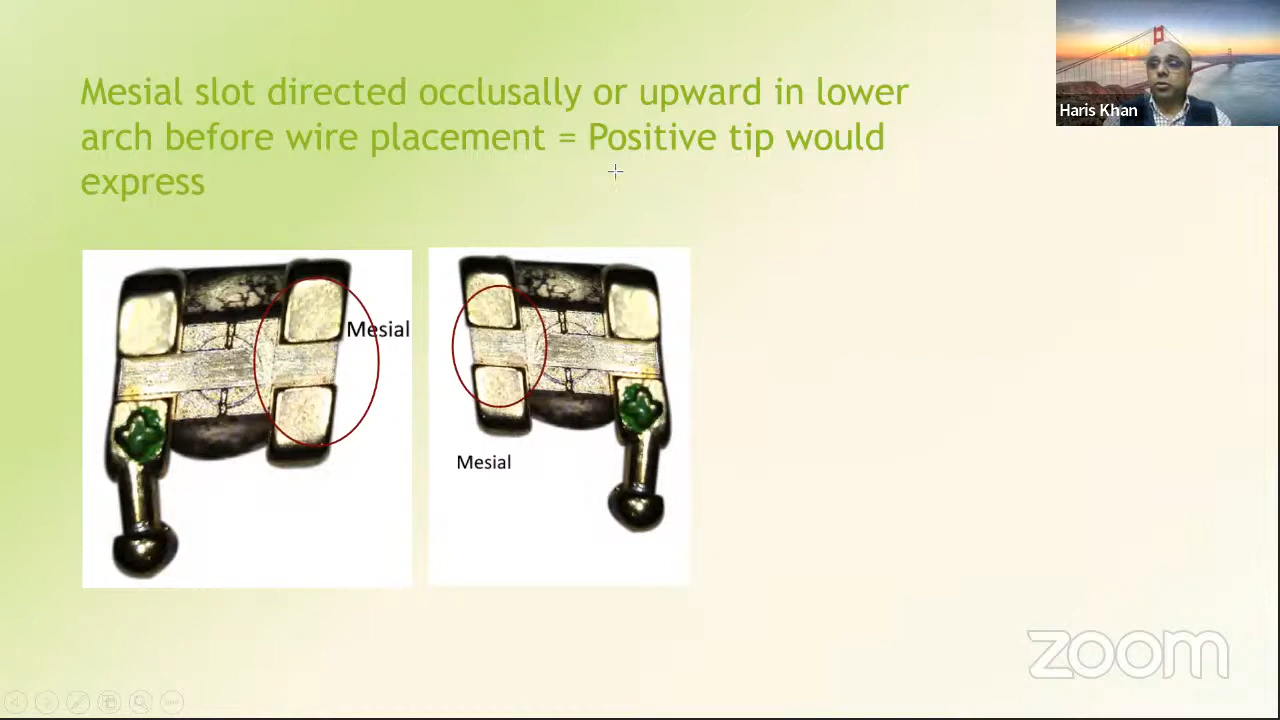 Mesial slot directed occlusally or upward in lower
arch before wire placement = Positive tip would
express
Haris Khan
Mesial
Mesial
zoom